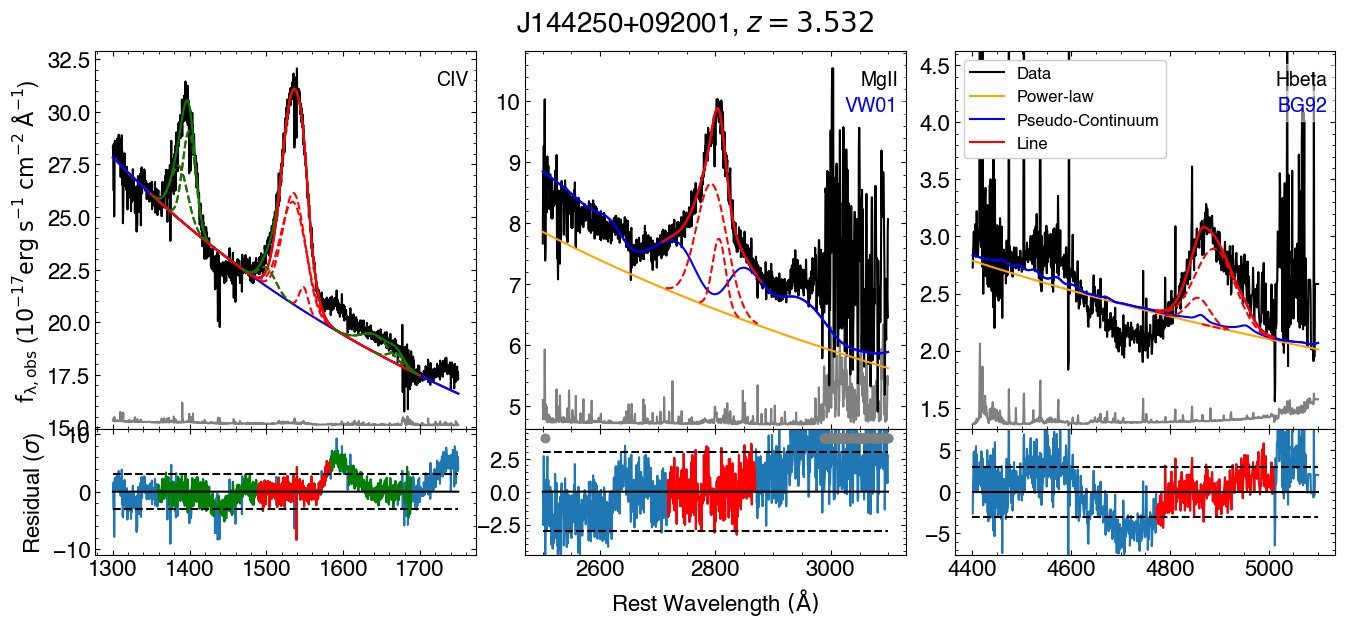 J144250+092001, z = 3.532
CIV
32.5
30.0
27.5
25.0
22.5
20.0
17.5
15.0
f_λ, obs (10^−17 erg s^−1 cm^−2 Å^−1)
MgII
VW01
10
9
8
7
6
5
Data
Power-law
Pseudo-Continuum
Line
Hbeta
BG92
4.5
4.0
3.5
3.0
2.5
2.0
1.5
Residual (σ)
10
0
−10
1300 1400 1500 1600 1700
2.5
0.0
−2.5
2600 2800 3000
5
0
−5
4400 4600 4800 5000
Rest Wavelength (Å)